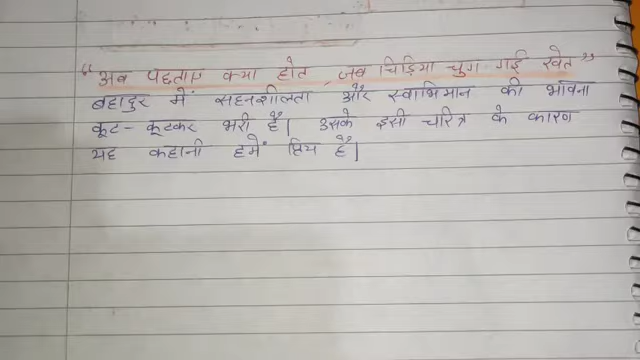 "अब पछताए क्या होत, जब चिड़िया चुग गई खेत"
बहादुर में सहनशीलता और स्वाभिमान की भावना
कूट-कूटकर भरी है। उसके इसी चरित्र के कारण
यह कहानी हमें प्रिय है।